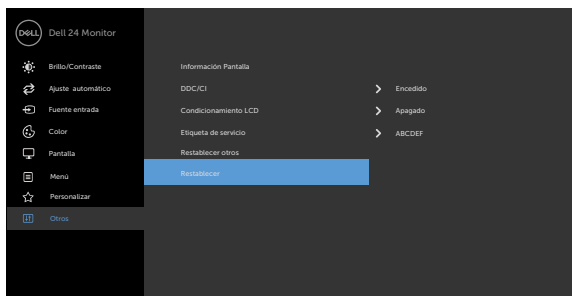 DELL Dell 24 Monitor
Brillo/Contraste Información Pantalla
Ajuste automático DDC/CI Encedido
Fuente entrada Condicionamiento LCD Apagado
Color Etiqueta de servicio ABCDEF
Pantalla Restablecer otros
Menú Restablecer
Personalizar
Otros